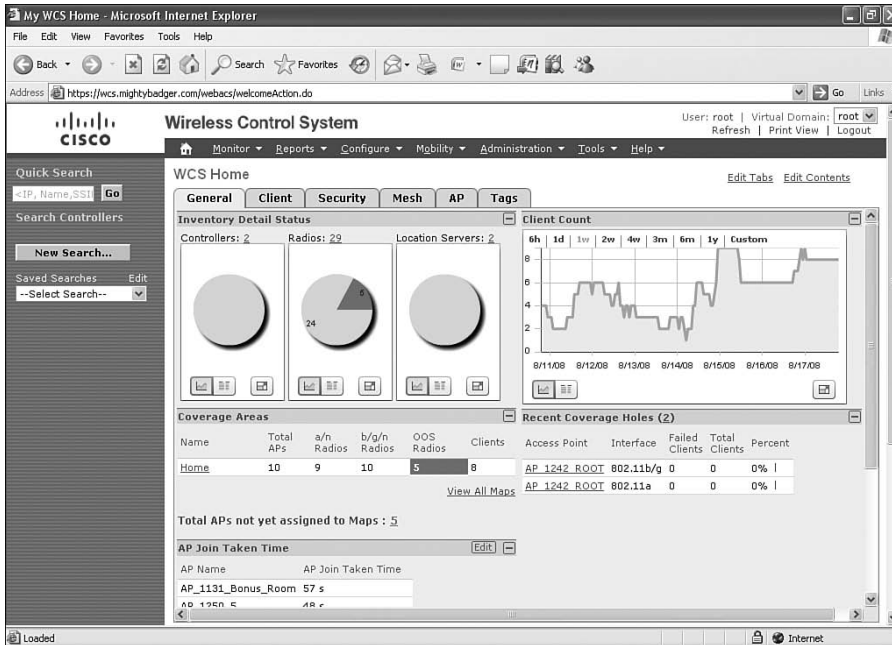 My WCS Home - Microsoft Internet Explorer
File Edit View Favorites Tools Help
Back Search Favorites
Address https://wcs.mightybadger.com/webacs/welcomeAction.do Go Links
CISCO
Wireless Control System
User: root | Virtual Domain: root
Refresh | Print View | Logout
Monitor Reports Configure Mobility Administration Tools Help
Quick Search
<IP, Name,SSI Go
Search Controllers
New Search...
Saved Searches Edit
--Select Search--
WCS Home
Edit Tabs Edit Contents
General Client Security Mesh AP Tags
Inventory Detail Status
Controllers: 2 Radios: 29 Location Servers: 2
24
Client Count
6h | 1d | 1w | 2w | 4w | 3m | 6m | 1y | Custom
8
6
4
2
0
8/11/08 8/12/08 8/13/08 8/14/08 8/15/08 8/16/08 8/17/08
Coverage Areas
Name Total APs a/n Radios b/g/n Radios OOS Radios Clients
Home 10 9 10 5 8
View All Maps
Total APs not yet assigned to Maps : 5
Recent Coverage Holes (2)
Access Point Interface Failed Clients Total Clients Percent
AP_1242_ROOT 802.11b/g 0 0 0%
AP_1242_ROOT 802.11a 0 0 0%
AP Join Taken Time Edit
AP Name AP Join Taken Time
AP_1131_Bonus_Room 57 s
AP_1250_5 48 s
Loaded Internet